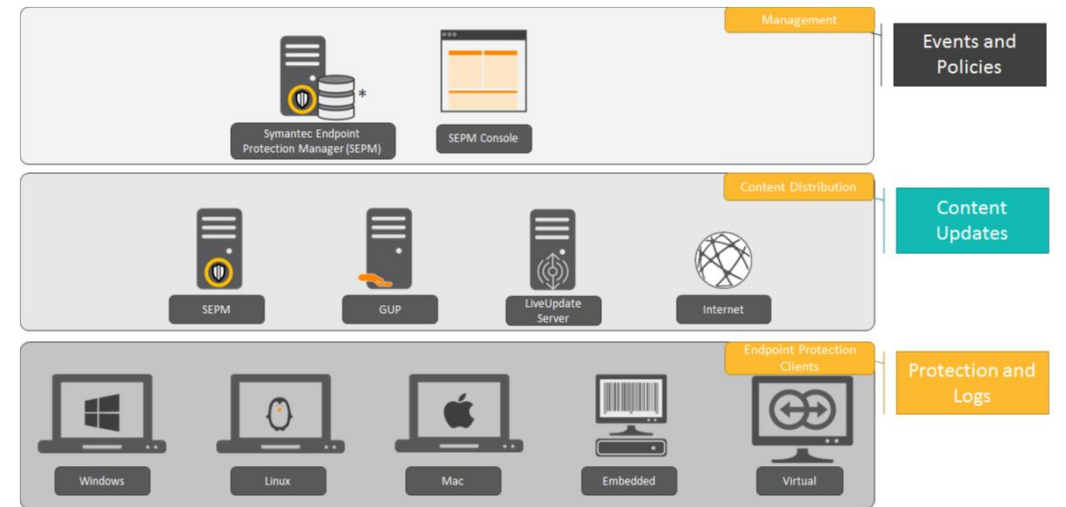 Management
Events and
Policies
*
Symantec Endpoint
Protection Manager (SEPM)
SEPM Console
Content Distribution
Content
Updates
SEPM
GUP
LiveUpdate
Server
Internet
Endpoint Protection
Clients
Protection and
Logs
Windows
Linux
Mac
Embedded
Virtual